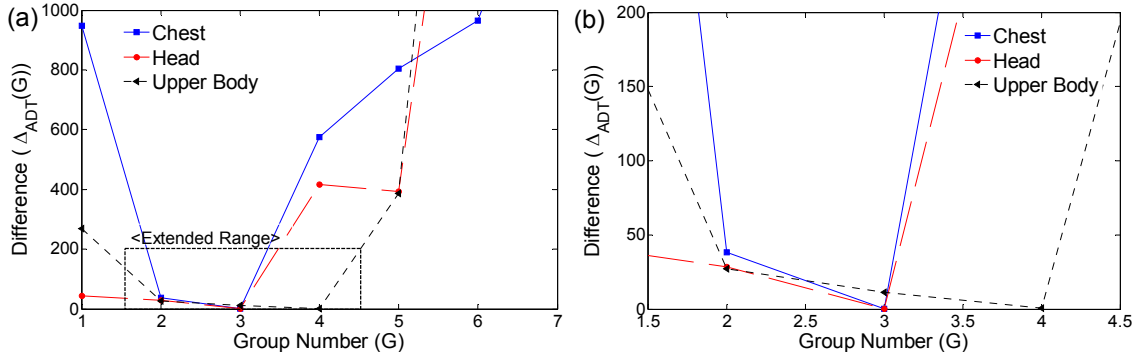 (a)
1000
800
600
400
200
0
Difference ( Δ_ADT(G))
Chest
Head
Upper Body
<Extended Range>
1 2 3 4 5 6 7
Group Number (G)
(b)
200
150
100
50
0
Difference ( Δ_ADT(G))
Chest
Head
Upper Body
1.5 2 2.5 3 3.5 4 4.5
Group Number (G)